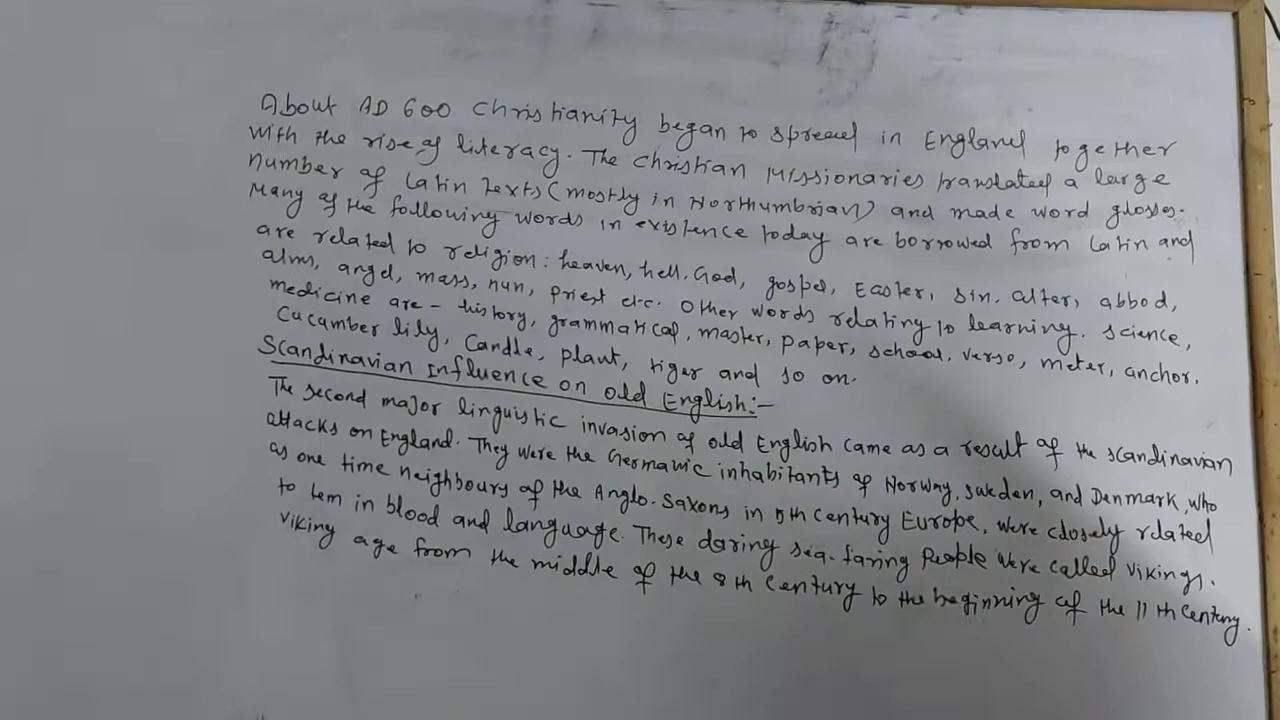 About AD 600 Christianity began to spread in England together
with the rise of literacy. The Christian Missionaries translated a large
number of Latin texts (mostly in Northumbrian) and made word glosses.
Many of the following words in existence today are borrowed from Latin and
are related to religion: heaven, hell. God, gospel, Easter, sin. alter, abbod,
alms, angel, mass, nun, priest etc. Other words relating to learning. science,
medicine are - history, grammatical, master, paper, school, verso, meter, anchor.
Cucumber lily, Candle, plant, tiger and so on.
Scandinavian Influence on old English:-
The second major linguistic invasion of old English came as a result of the scandinavian
attacks on England. They were the Germanic inhabitants of Norway, sweden, and Denmark, who
as one time neighbours of the Anglo-Saxons in 5th century Europe, were closely related
to tem in blood and language. These daring sea-faring people were called vikings.
viking age from the middle of the 8th century to the beginning of the 11th century.